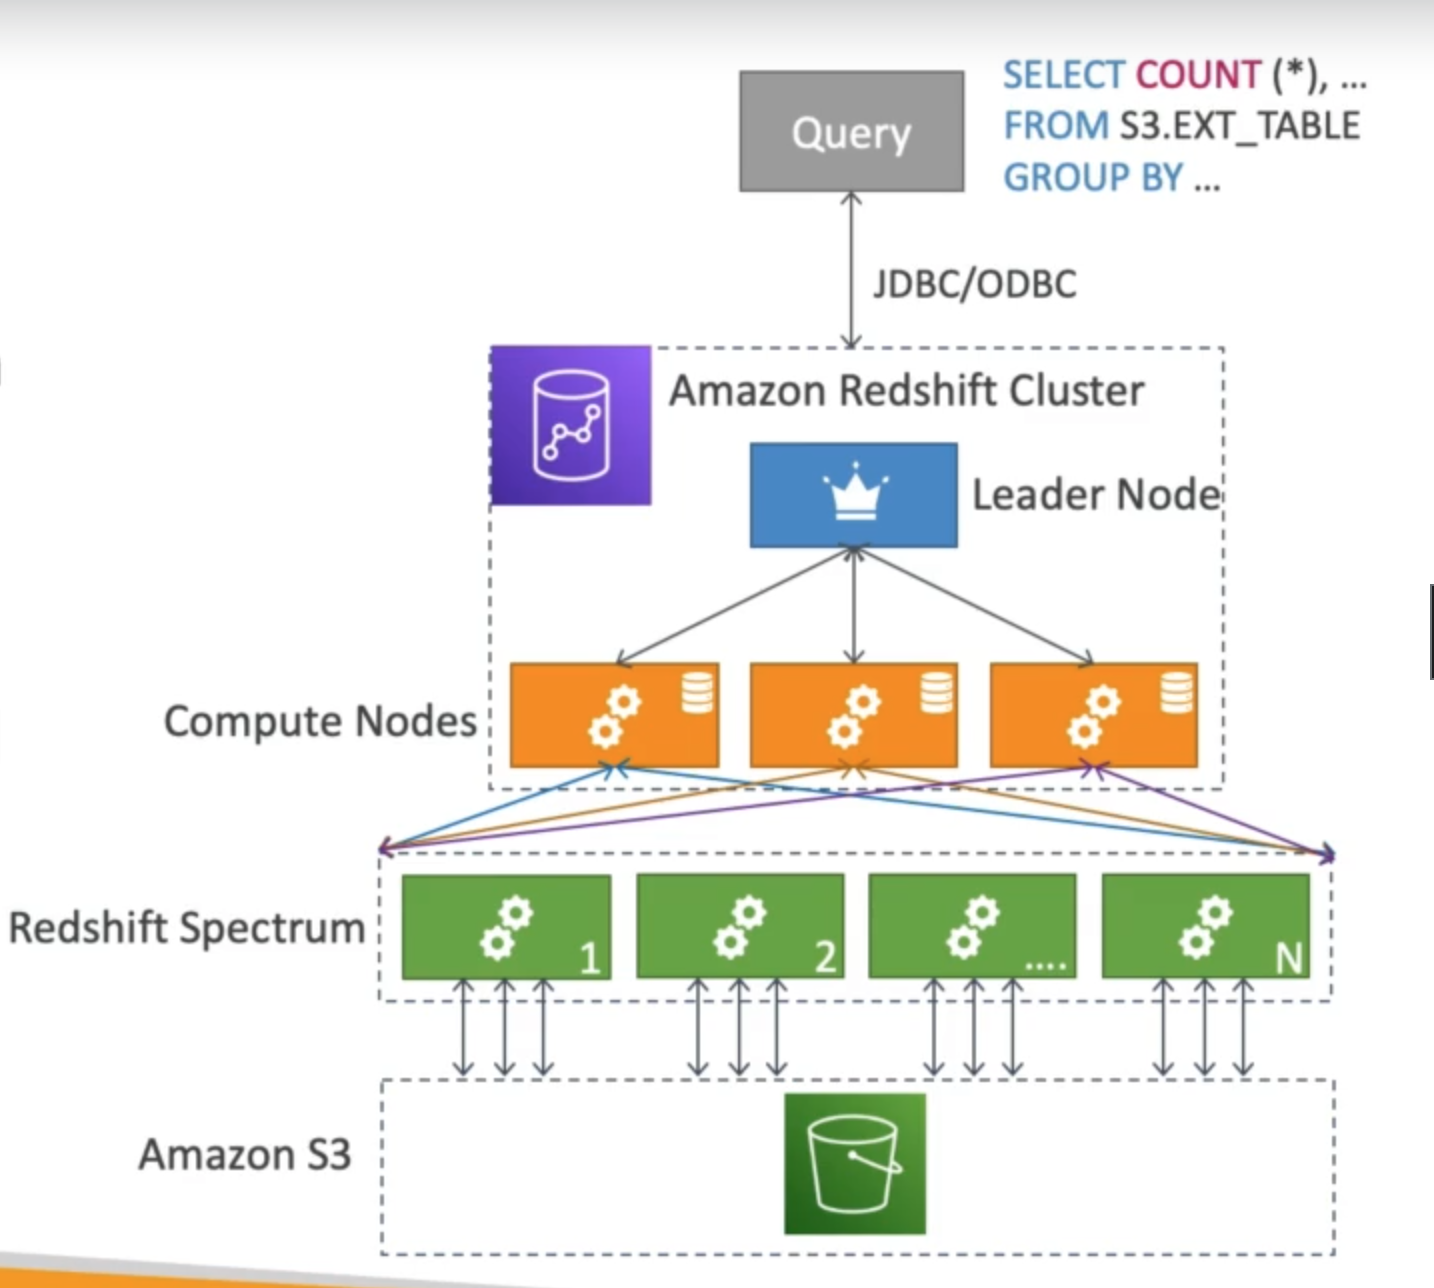 SELECT COUNT (*), ...
FROM S3.EXT_TABLE
GROUP BY ...
Query
JDBC/ODBC
Amazon Redshift Cluster
Leader Node
Compute Nodes
Redshift Spectrum
1
2
....
N
Amazon S3